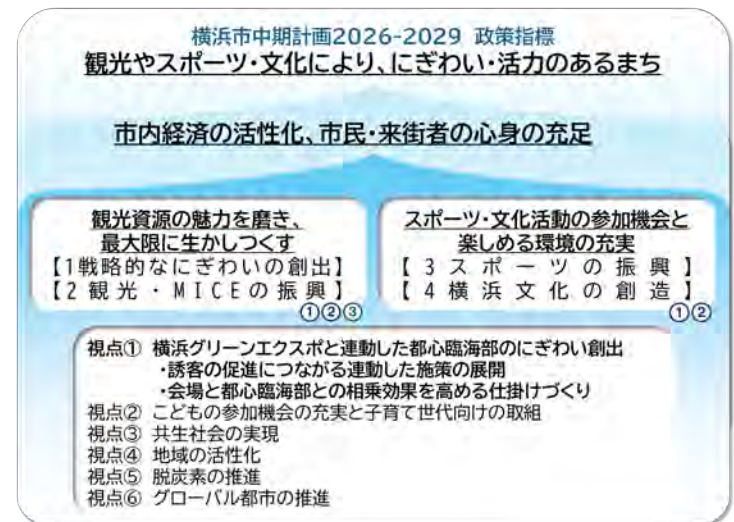 横浜市中期計画2026-2029 政策指標
観光やスポーツ・文化により、にぎわい・活力のあるまち
市内経済の活性化、市民・来街者の心身の充足
観光資源の魅力を磨き、
最大限に生かしつくす
【1戦略的なにぎわいの創出】
【2観光・MICEの振興】
①②③
スポーツ・文化活動の参加機会と
楽しめる環境の充実
【3スポーツの振興】
【4横浜文化の創造】
①②
視点① 横浜グリーンエクスポと連動した都心臨海部のにぎわい創出
・誘客の促進につながる連動した施策の展開
・会場と都心臨海部との相乗効果を高める仕掛けづくり
視点② こどもの参加機会の充実と子育て世代向けの取組
視点③ 共生社会の実現
視点④ 地域の活性化
視点⑤ 脱炭素の推進
視点⑥ グローバル都市の推進